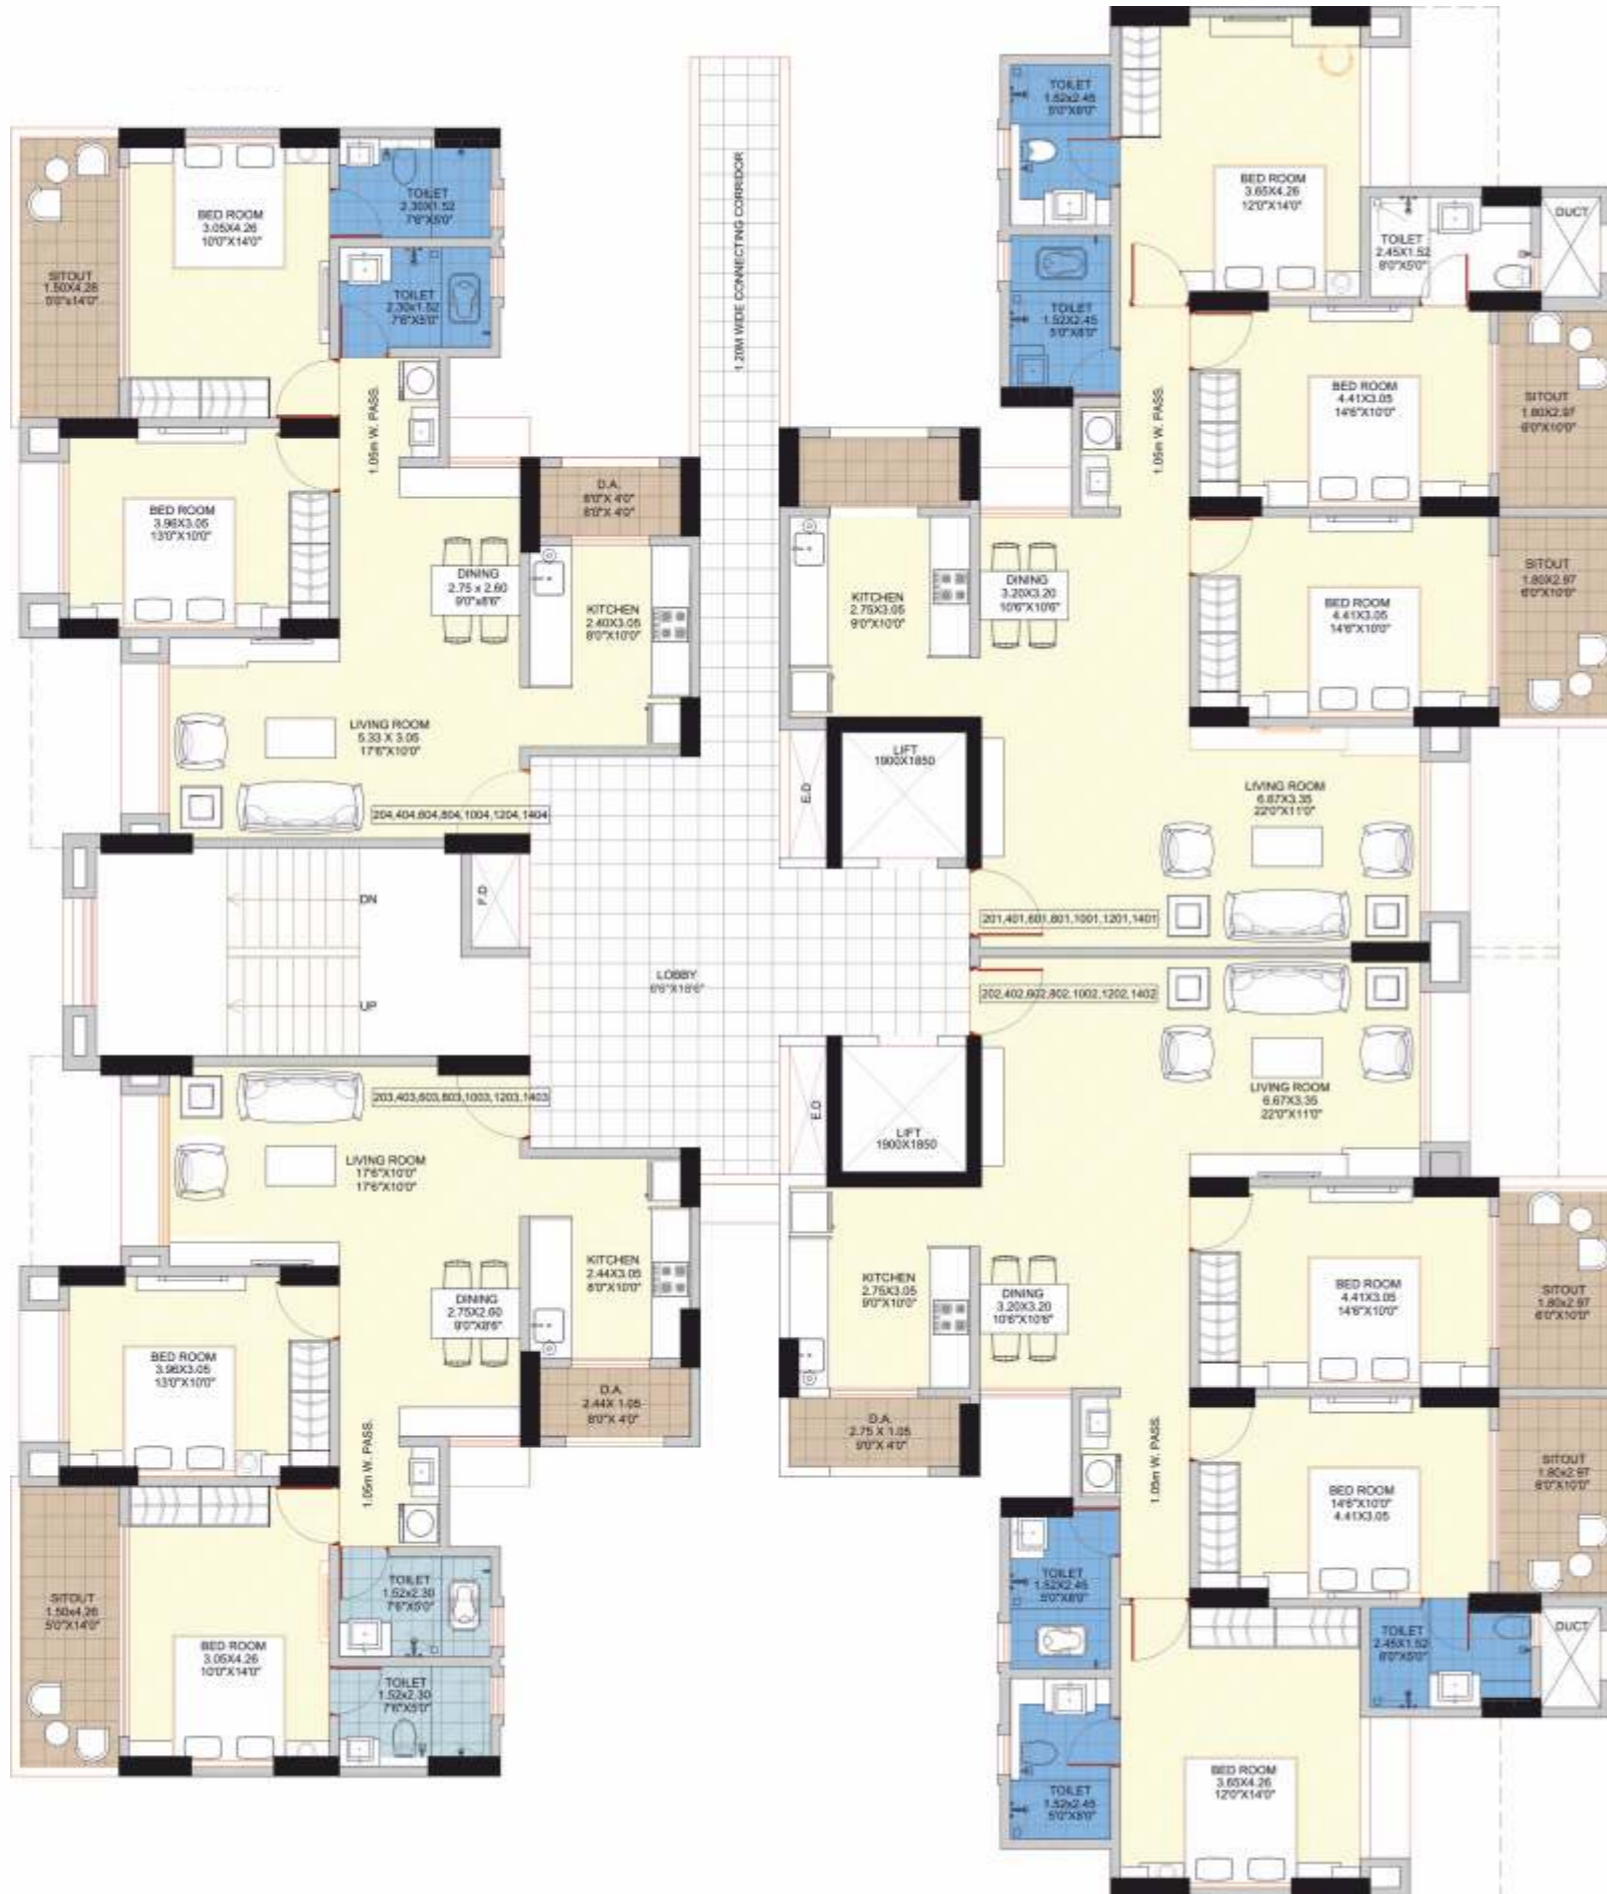 TOILET
1.52x2.45
5'0"X8'0"
BED ROOM
3.65X4.26
12'0"X14'0"
TOILET
2.45X1.52
8'0"X5'0"
DUCT
TOILET
1.52X2.45
5'0"X8'0"
BED ROOM
4.41X3.05
14'6"X10'0"
SITOUT
1.80X2.97
6'0"X10'0"
1.05m W. PASS.
BED ROOM
4.41X3.05
14'6"X10'0"
SITOUT
1.80X2.97
6'0"X10'0"
KITCHEN
2.75X3.05
9'0"X10'0"
DINING
3.20X3.20
10'6"X10'6"
LIFT
1900X1850
E.D
LIVING ROOM
6.67X3.35
22'0"X11'0"
201,401,601,801,1001,1201,1401
1.20M WIDE CONNECTING CORRIDOR
BED ROOM
3.05X4.26
10'0"X14'0"
TOILET
2.30X1.52
7'6"X5'0"
SITOUT
1.50X4.26
5'0"x14'0"
TOILET
2.30x1.52
7'6"X5'0"
1.05m W. PASS.
BED ROOM
3.96X3.05
13'0"X10'0"
D.A.
8'0"X 4'0"
8'0"X 4'0"
DINING
2.75 x 2.60
9'0"x8'6"
KITCHEN
2.40X3.05
8'0"X10'0"
LIVING ROOM
5.33 X 3.05
17'6"X10'0"
204,404,604,804,1004,1204,1404
DN
F.D
UP
LOBBY
202,402,602,802,1002,1202,1402
203,403,603,803,1003,1203,1403
E.D
LIFT
1900X1850
LIVING ROOM
6.67X3.35
22'0"X11'0"
LIVING ROOM
17'6"X10'0"
17'6"X10'0"
KITCHEN
2.44X3.05
8'0"X10'0"
DINING
2.75X2.60
9'0"X8'6"
BED ROOM
3.96X3.05
13'0"X10'0"
D.A.
2.44X 1.05
8'0"X 4'0"
1.05m W. PASS.
TOILET
1.52x2.30
7'6"X5'0"
SITOUT
1.50x4.26
5'0"X14'0"
BED ROOM
3.05X4.26
10'0"X14'0"
TOILET
1.52x2.30
7'6"X5'0"
KITCHEN
2.75X3.05
9'0"X10'0"
DINING
3.20X3.20
10'6"X10'6"
BED ROOM
4.41X3.05
14'6"X10'0"
SITOUT
1.80x2.97
6'0"X10'0"
D.A.
2.75 X 1.05
9'0"X 4'0"
1.05m W. PASS.
BED ROOM
14'6"X10'0"
4.41X3.05
SITOUT
1.80x2.97
6'0"X10'0"
TOILET
1.52X2.45
5'0"X8'0"
TOILET
2.45X1.52
8'0"X5'0"
DUCT
TOILET
1.52x2.45
5'0"X8'0"
BED ROOM
3.65X4.26
12'0"X14'0"